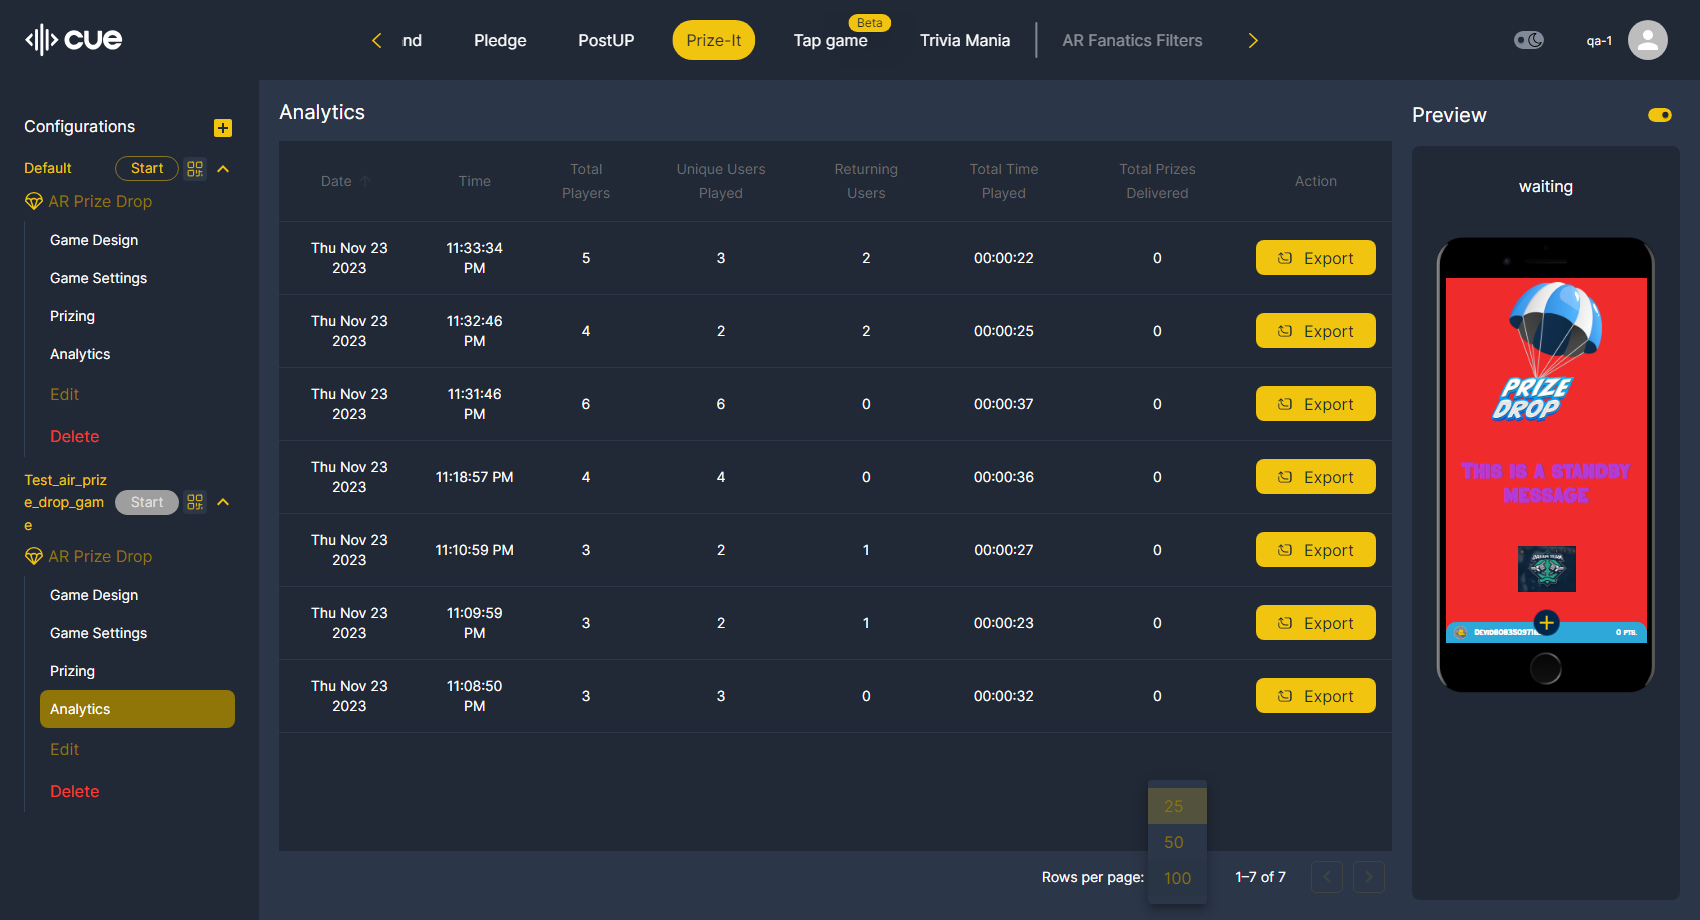 cue
nd
Pledge
PostUP
Prize-It
Beta
Tap game
Trivia Mania
AR Fanatics Filters
qa-1
Configurations
Default
Start
AR Prize Drop
Game Design
Game Settings
Prizing
Analytics
Edit
Delete
Test_air_priz
e_drop_gam
e
Start
AR Prize Drop
Game Design
Game Settings
Prizing
Analytics
Edit
Delete
Analytics
Date
Time
Total
Players
Unique Users
Played
Returning
Users
Total Time
Played
Total Prizes
Delivered
Action
Thu Nov 23
2023
11:33:34
PM
5
3
2
00:00:22
0
Export
Thu Nov 23
2023
11:32:46
PM
4
2
2
00:00:25
0
Export
Thu Nov 23
2023
11:31:46
PM
6
6
0
00:00:37
0
Export
Thu Nov 23
2023
11:18:57 PM
4
4
0
00:00:36
0
Export
Thu Nov 23
2023
11:10:59 PM
3
2
1
00:00:27
0
Export
Thu Nov 23
2023
11:09:59
PM
3
2
1
00:00:23
0
Export
Thu Nov 23
2023
11:08:50
PM
3
3
0
00:00:32
0
Export
25
50
100
Rows per page:
1–7 of 7
Preview
waiting
PRIZE
DROP
This is a standby
message
0 pts.